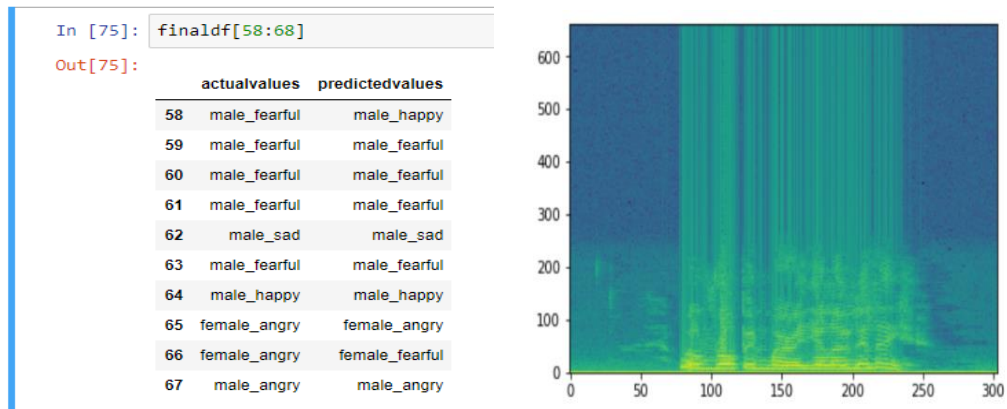 In [75]: finaldf[58:68]
Out[75]:
actualvalues predictedvalues
58 male_fearful male_happy
59 male_fearful male_fearful
60 male_fearful male_fearful
61 male_fearful male_fearful
62 male_sad male_sad
63 male_fearful male_fearful
64 male_happy male_happy
65 female_angry female_angry
66 female_angry female_fearful
67 male_angry male_angry
600
500
400
300
200
100
0
0 50 100 150 200 250 300